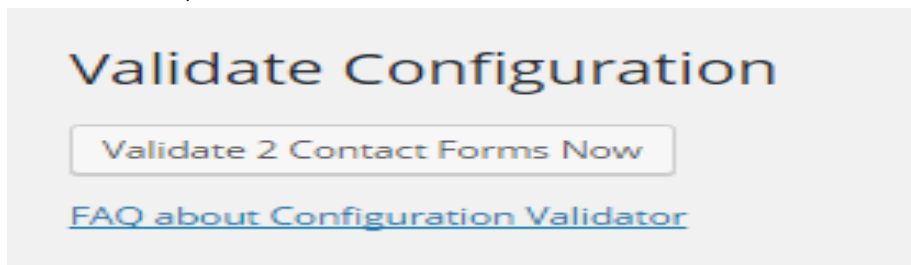 Validate Configuration
Validate 2 Contact Forms Now
FAQ about Configuration Validator